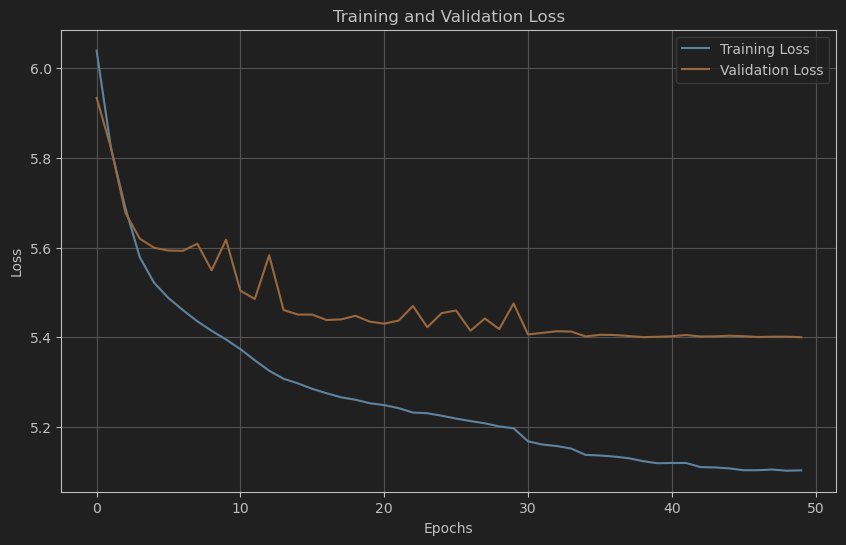 Training and Validation Loss
Training Loss
Validation Loss
6.0
5.8
5.6
5.4
5.2
Loss
0
10
20
30
40
50
Epochs